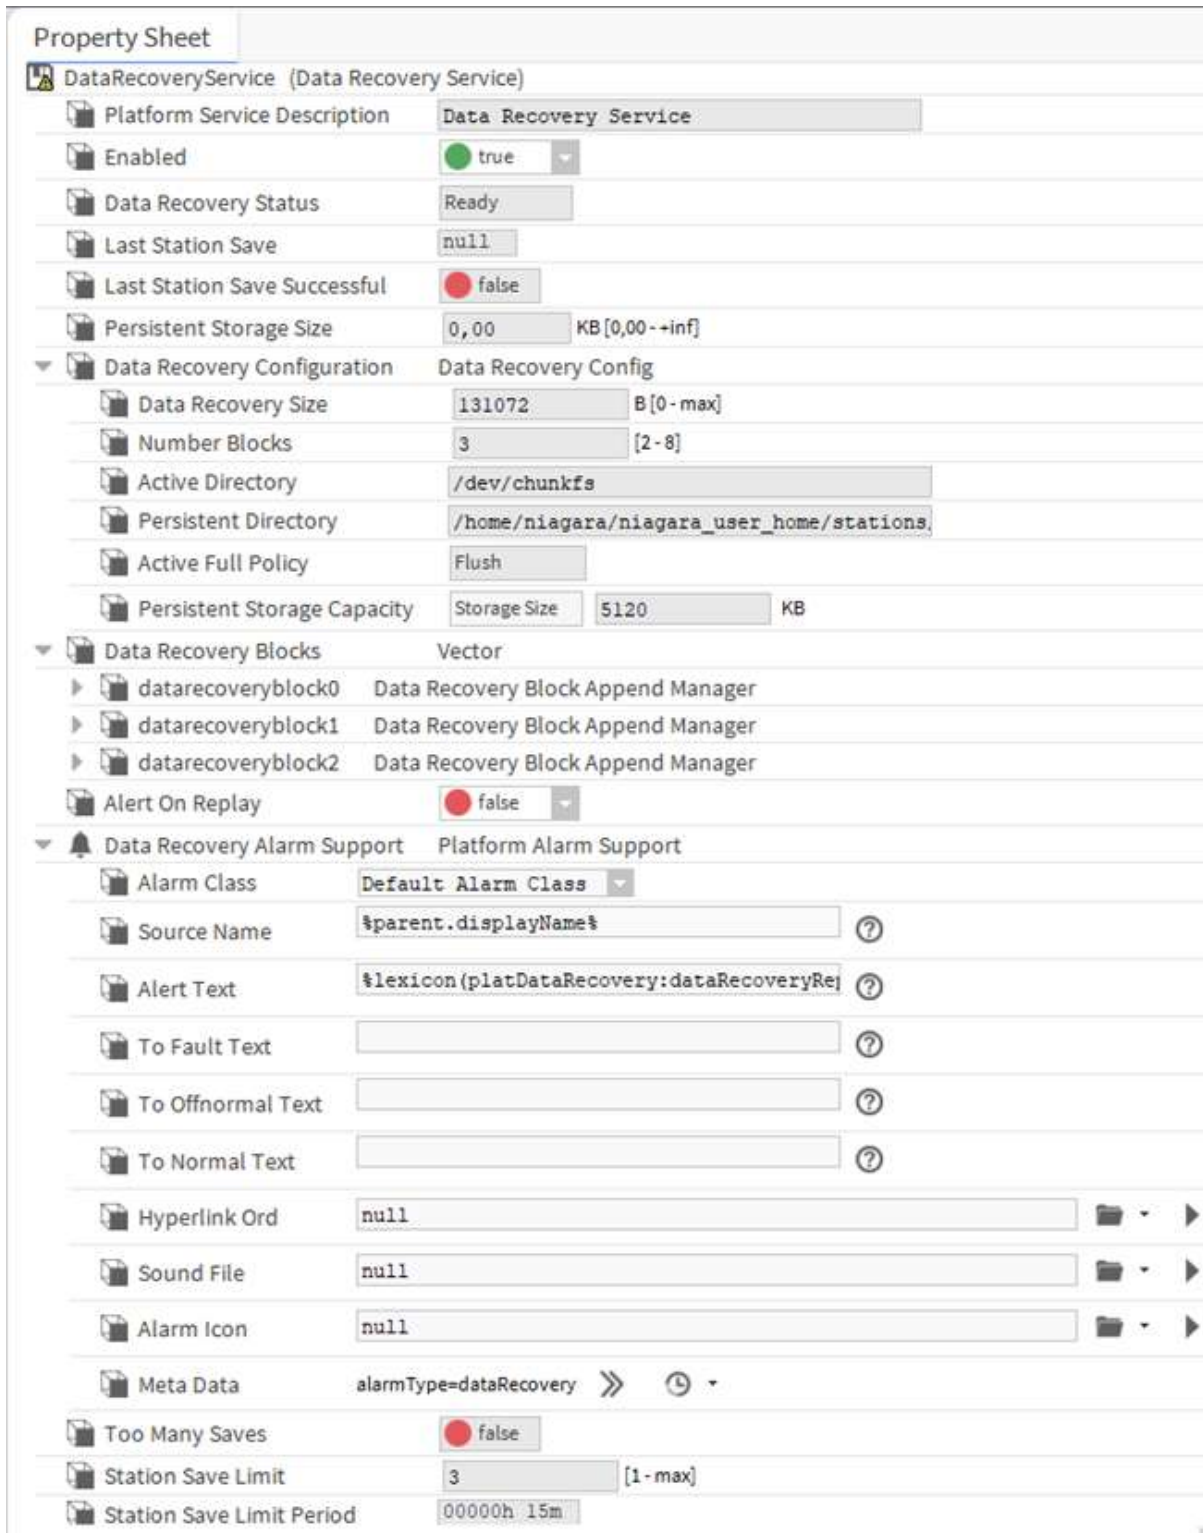 Property Sheet
DataRecoveryService (Data Recovery Service)
Platform Service Description Data Recovery Service
Enabled true
Data Recovery Status Ready
Last Station Save null
Last Station Save Successful false
Persistent Storage Size 0,00 KB [0,00 - +inf]
Data Recovery Configuration Data Recovery Config
Data Recovery Size 131072 B [0 - max]
Number Blocks 3 [2 - 8]
Active Directory /dev/chunkfs
Persistent Directory /home/niagara/niagara_user_home/stations,
Active Full Policy Flush
Persistent Storage Capacity Storage Size 5120 KB
Data Recovery Blocks Vector
datarecoveryblock0 Data Recovery Block Append Manager
datarecoveryblock1 Data Recovery Block Append Manager
datarecoveryblock2 Data Recovery Block Append Manager
Alert On Replay false
Data Recovery Alarm Support Platform Alarm Support
Alarm Class Default Alarm Class
Source Name %parent.displayName%
Alert Text %lexicon(platDataRecovery:dataRecoveryRe
To Fault Text
To Offnormal Text
To Normal Text
Hyperlink Ord null
Sound File null
Alarm Icon null
Meta Data alarmType=dataRecovery
Too Many Saves false
Station Save Limit 3 [1 - max]
Station Save Limit Period 00000h 15m